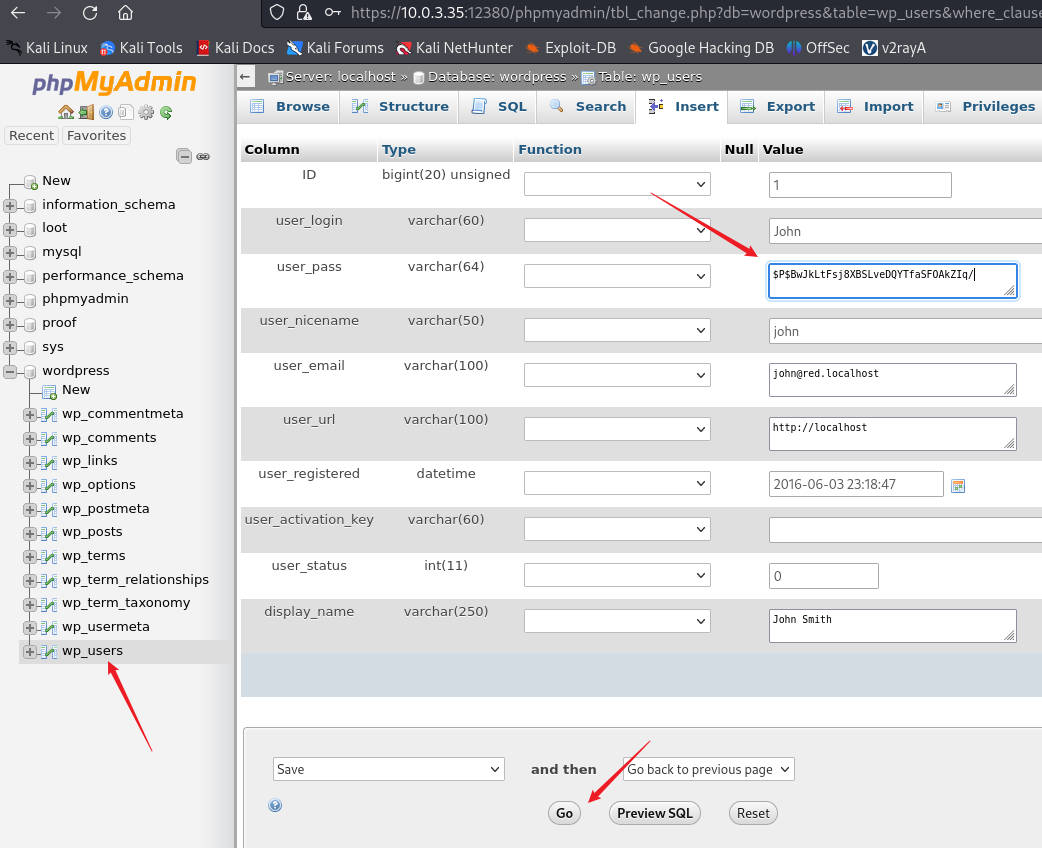 https://10.0.3.35:12380/phpmyadmin/tbl_change.php?db=wordpress&table=wp_users&where_clause
Kali Linux Kali Tools Kali Docs Kali Forums Kali NetHunter Exploit-DB Google Hacking DB OffSec v2rayA
phpMyAdmin
Recent Favorites
New
information_schema
loot
mysql
performance_schema
phpmyadmin
proof
sys
wordpress
New
wp_commentmeta
wp_comments
wp_links
wp_options
wp_postmeta
wp_posts
wp_terms
wp_term_relationships
wp_term_taxonomy
wp_usermeta
wp_users
Server: localhost » Database: wordpress » Table: wp_users
Browse Structure SQL Search Insert Export Import Privileges
Column Type Function Null Value
ID bigint(20) unsigned 1
user_login varchar(60) John
user_pass varchar(64) $P$BwJkLtFsj8XBSLveDQYTfaSFOAkZIq/
user_nicename varchar(50) john
user_email varchar(100) john@red.localhost
user_url varchar(100) http://localhost
user_registered datetime 2016-06-03 23:18:47
user_activation_key varchar(60)
user_status int(11) 0
display_name varchar(250) John Smith
Save and then Go back to previous page
Go Preview SQL Reset